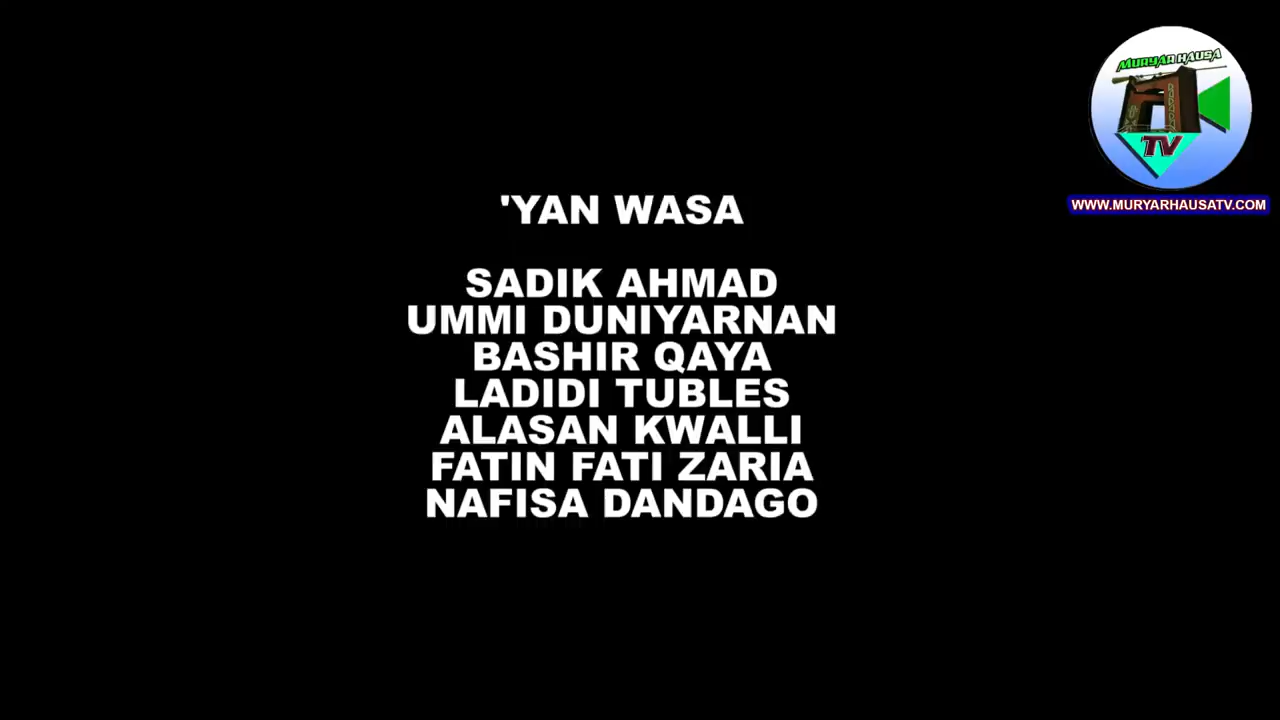 MURYAR HAUSA
TV
WWW.MURYARHAUSATV.COM
'YAN WASA
SADIK AHMAD
UMMI DUNIYARNAN
BASHIR QAYA
LADIDI TUBLES
ALASAN KWALLI
FATIN FATI ZARIA
NAFISA DANDAGO